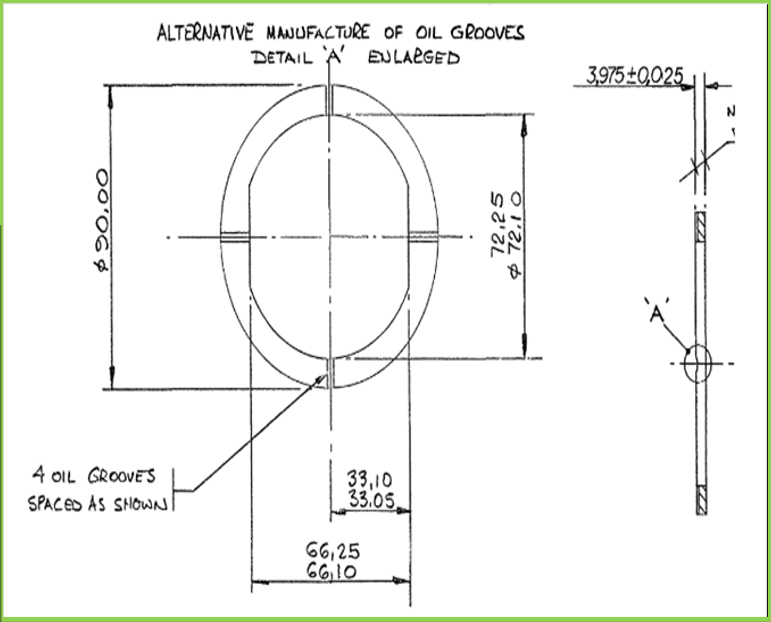 ALTERNATIVE MANUFACTURE OF OIL GROOVES
DETAIL 'A' ENLARGED
3,975±0,025
ø90,00
72,25
ø 72,10
'A'
4 OIL GROOVES
SPACED AS SHOWN
33,10
33.05
66,25
66,10